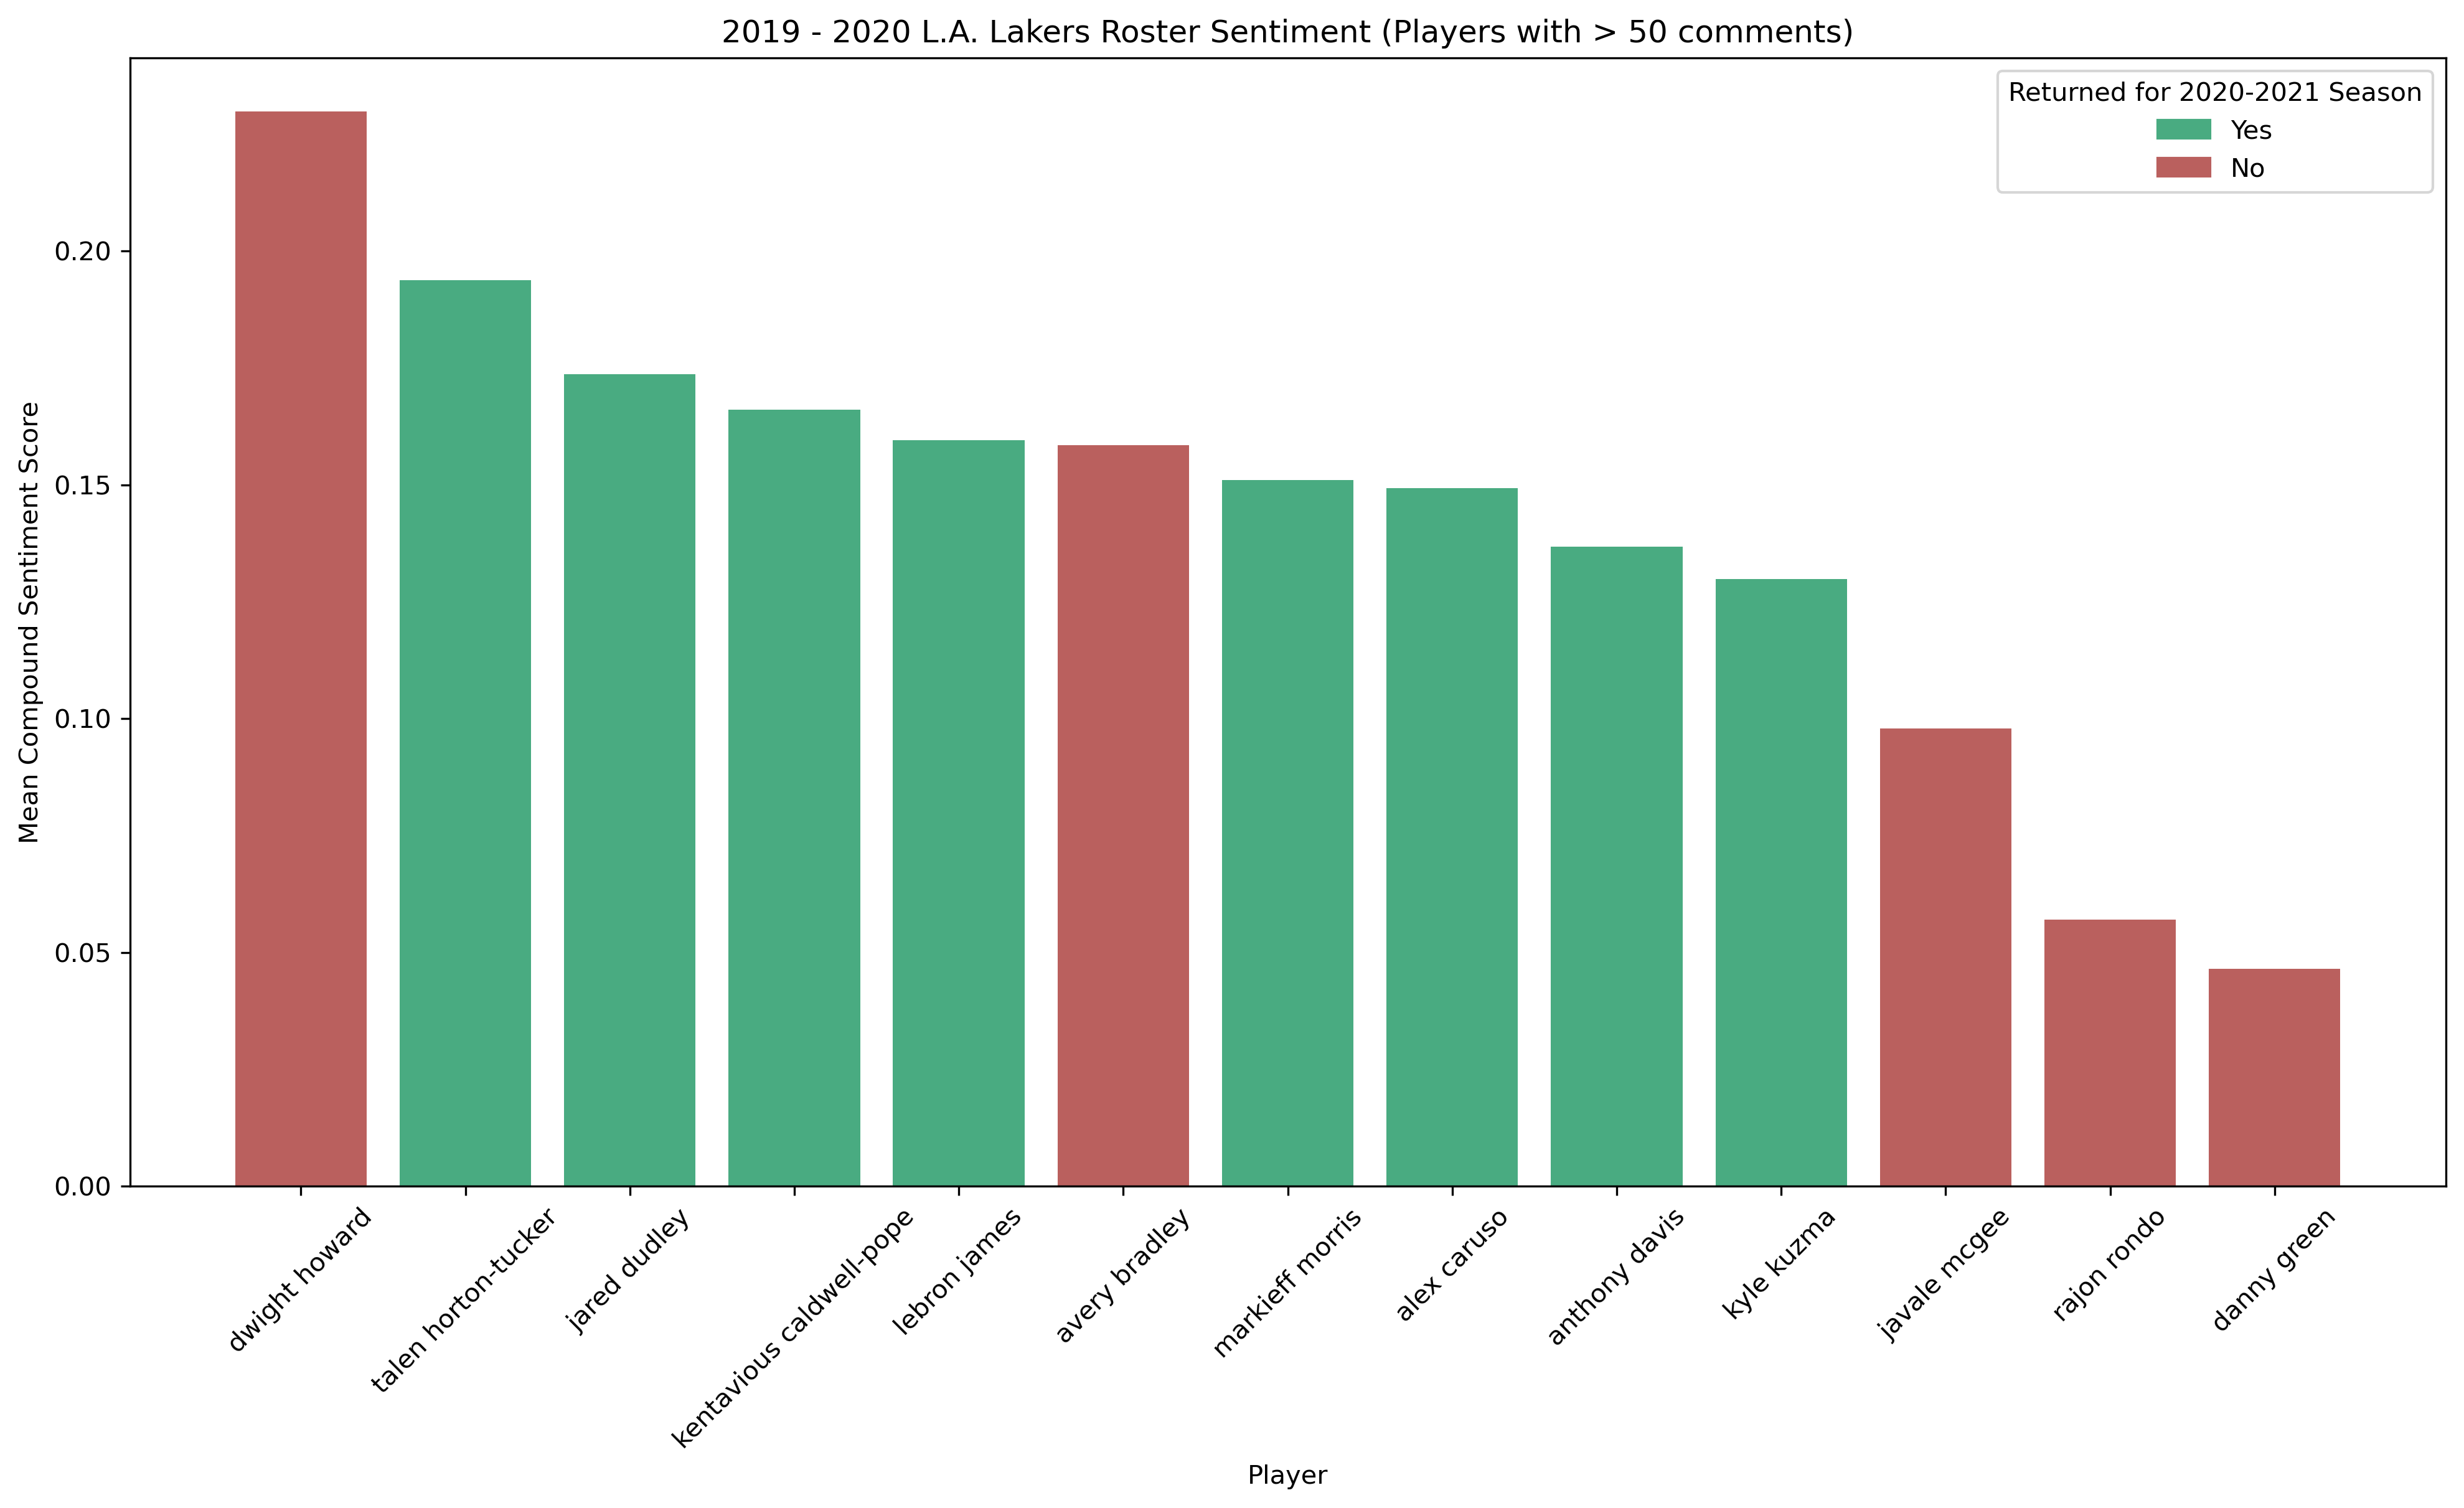 2019 - 2020 L.A. Lakers Roster Sentiment (Players with > 50 comments)
Returned for 2020-2021 Season
Yes
No
Mean Compound Sentiment Score
0.20
0.15
0.10
0.05
0.00
dwight howard
talen horton-tucker
jared dudley
kentavious caldwell-pope
lebron james
avery bradley
markieff morris
alex caruso
anthony davis
kyle kuzma
javale mcgee
rajon rondo
danny green
Player